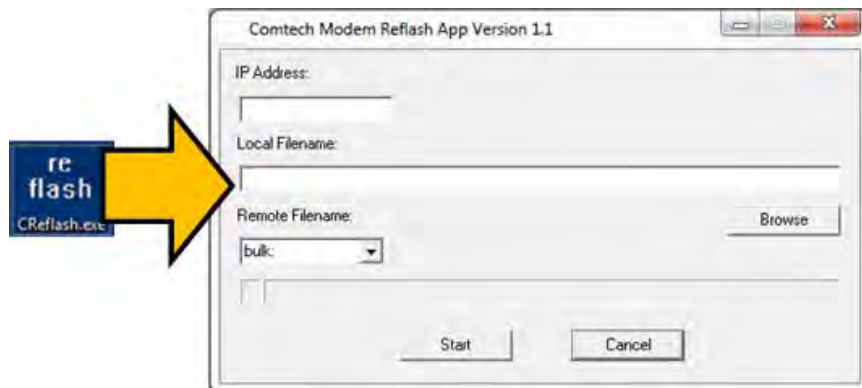 Comtech Modem Reflash App Version 1.1
IP Address:
Local Filename:
re
flash
CReflash.exe
Remote Filename:
Browse
bulk:
Start
Cancel